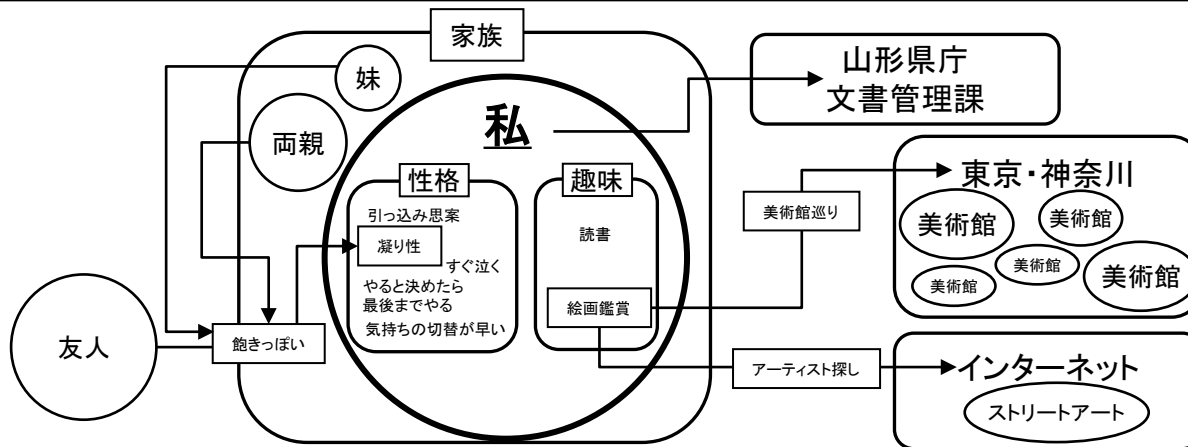 家族
妹
両親
私
性格
引っ込み思案
凝り性
すぐ泣く
やると決めたら
最後までやる
気持ちの切替が早い
趣味
読書
絵画鑑賞
友人
飽きっぽい
山形県庁
文書管理課
美術館巡り
東京・神奈川
美術館
美術館
美術館
美術館
美術館
アーティスト探し
インターネット
ストリートアート